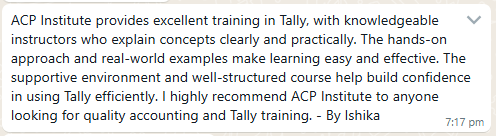 ACP Institute provides excellent training in Tally, with knowledgeable
instructors who explain concepts clearly and practically. The hands-on
approach and real-world examples make learning easy and effective. The
supportive environment and well-structured course help build confidence
in using Tally efficiently. I highly recommend ACP Institute to anyone
looking for quality accounting and Tally training. - By Ishika
7:17 pm